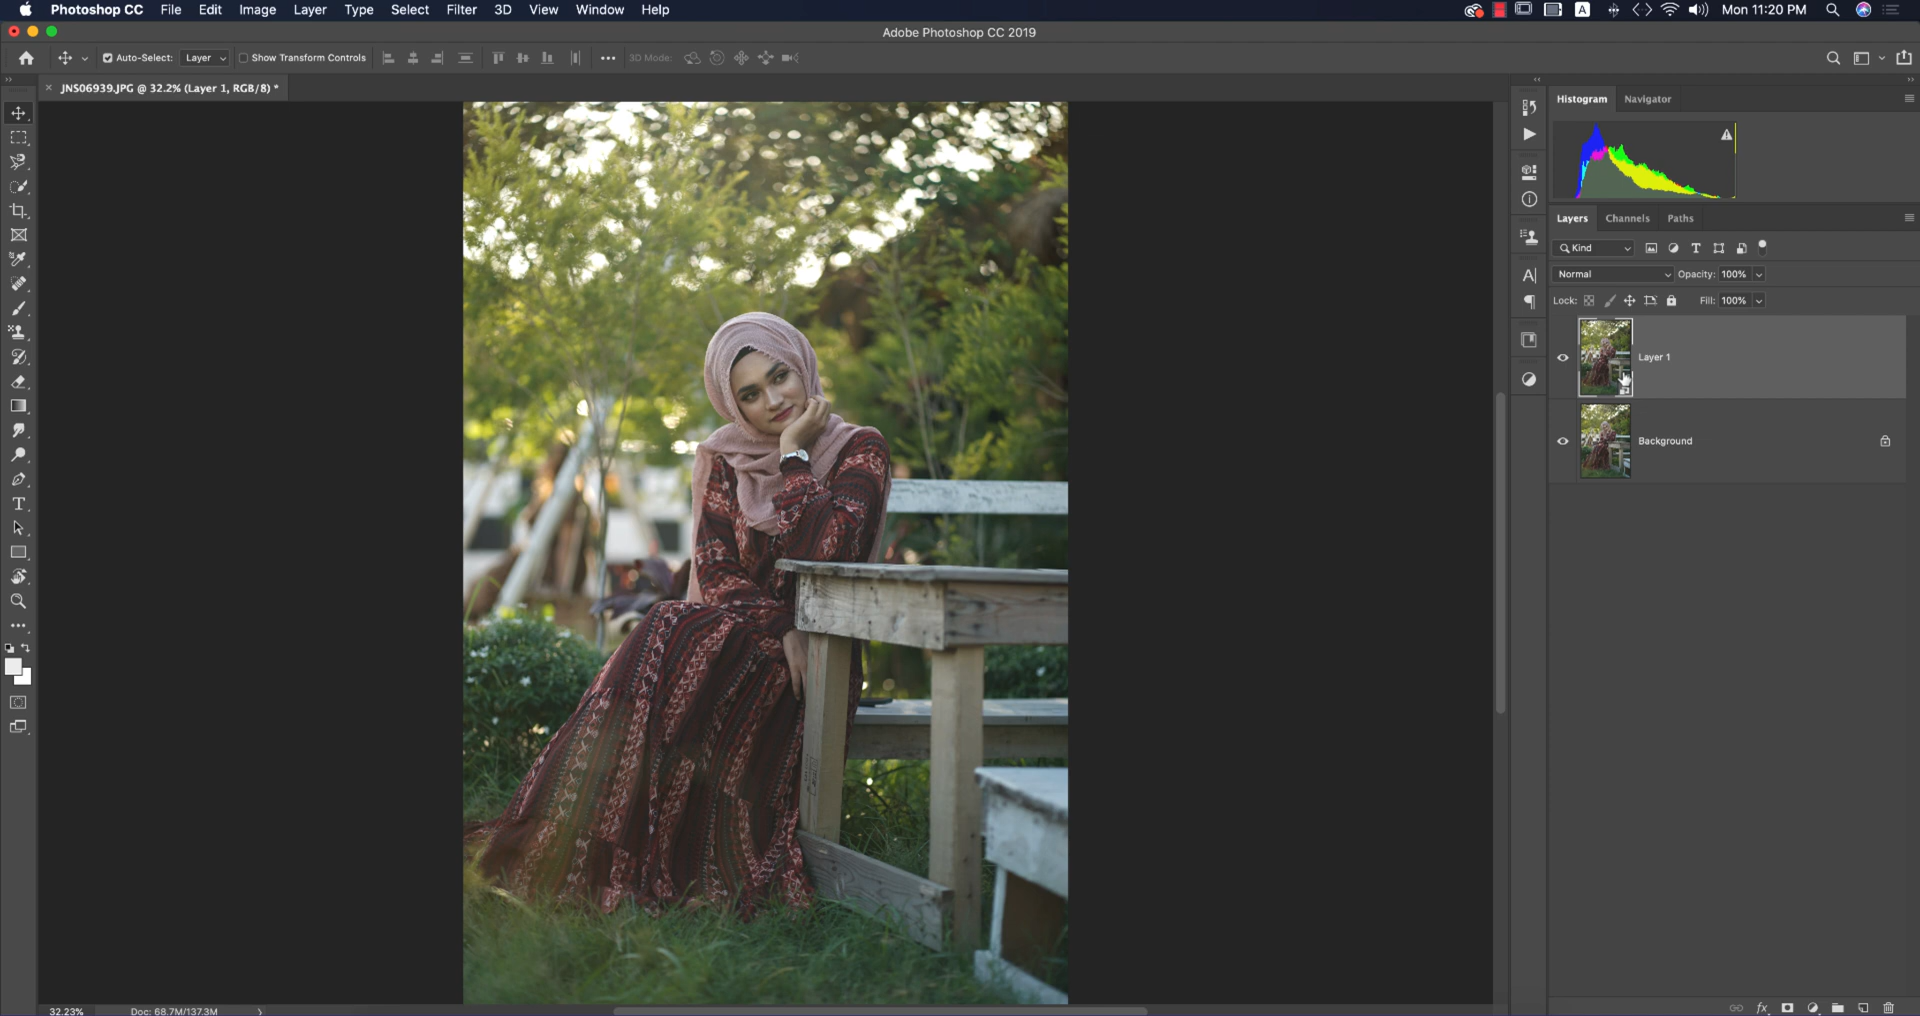 Photoshop CC File Edit Image Layer Type Select Filter 3D View Window Help A Mon 11:20 PM
Adobe Photoshop CC 2019
Auto-Select: Layer Show Transform Controls 3D Mode:
JNS06939.JPG @ 32.2% (Layer 1, RGB/8) *
Histogram Navigator
Layers Channels Paths
Kind
Normal Opacity: 100%
Lock: Fill: 100%
Layer 1
Background
32.23% Doc: 68.7M/137.3M